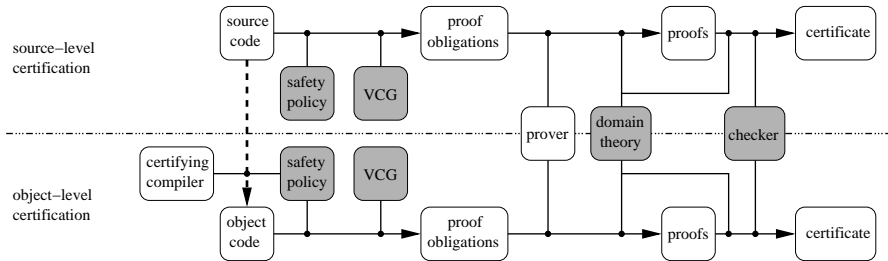 source
code
proof
obligations
proofs
certificate
source−level
certification
safety
policy
VCG
prover
domain
theory
checker
certifying
compiler
safety
policy
VCG
object−level
certification
object
code
proof
obligations
proofs
certificate